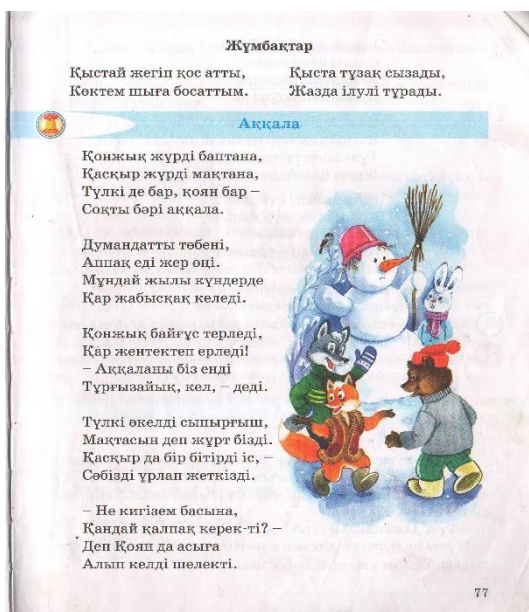 Жұмбақтар
Қыстай жегіп қос атты,
Көктем шыға босаттым.
Қыста тұзақ сызады,
Жазда ілулі тұрады.
Аққала
Қонжық жүрді баптана,
Қасқыр жүрді мақтана,
Түлкі де бар, қоян бар –
Соқты бәрі аққала.
Думандатты төбені,
Аппақ еді жер өңі.
Мұндай жылы күндерде
Қар жабысқақ келеді.
Қонжық байғұс терледі,
Қар жентектеп ерледі!
– Аққаланы біз енді
Тұрғызайық, кел, – деді.
Түлкі әкелді сыпырғыш,
Мақтасын деп жұрт бізді.
Қасқыр да бір бітірді іс, –
Сәбізді ұрлап жеткізді.
– Не кигізем басына,
Қандай қалпақ керек-ті? –
Деп Қоян да асыға
Алып келді шелекті.
77